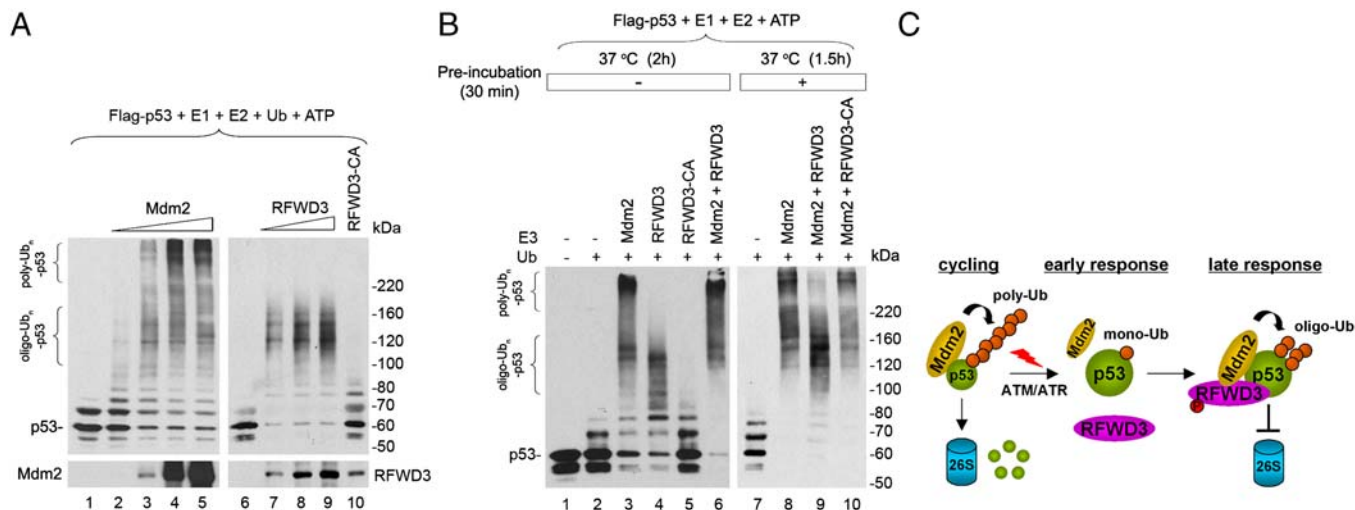 A
Flag-p53 + E1 + E2 + Ub + ATP
Mdm2
RFWD3
RFWD3-CA
kDa
poly-Ubn
-p53
oligo-Ubn
-p53
-220
-160
-120
-100
-80
-70
-60
-50
p53-
Mdm2
RFWD3
1 2 3 4 5 6 7 8 9 10
B
Flag-p53 + E1 + E2 + ATP
37 °C (2h) 37 °C (1.5h)
Pre-incubation
(30 min)
- +
Mdm2
RFWD3
RFWD3-CA
Mdm2 + RFWD3
Mdm2
Mdm2 + RFWD3
Mdm2 + RFWD3-CA
E3 - - -
Ub - + + + + + + + + +
kDa
poly-Ubn
-p53
oligo-Ubn
-p53
-220
-160
-120
-100
-80
-70
-60
-50
p53-
1 2 3 4 5 6 7 8 9 10
C
cycling early response late response
poly-Ub
Mdm2
p53
ATM/ATR
26S
Mdm2
mono-Ub
p53
RFWD3
oligo-Ub
Mdm2
p53
RFWD3
P
26S